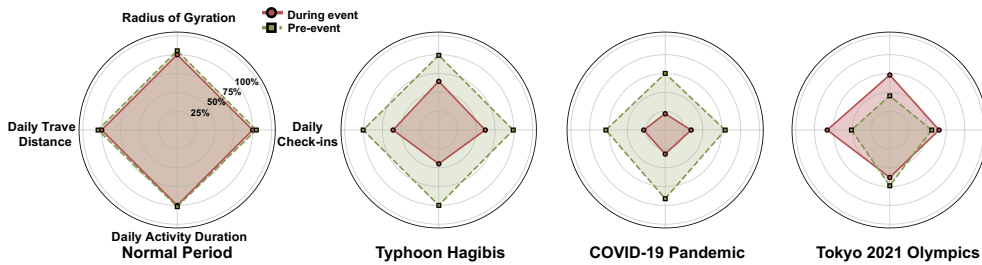 Radius of Gyration
During event
Pre-event
100%
75%
50%
25%
Daily Trave
Distance
Daily
Check-ins
Daily Activity Duration
Normal Period
Typhoon Hagibis
COVID-19 Pandemic
Tokyo 2021 Olympics